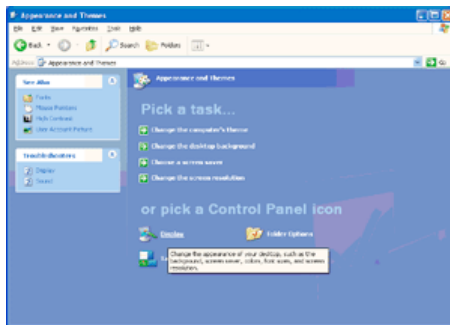 Appearance and Themes
File Edit View Favorites Tools Help
Back Search Folders
Address Appearance and Themes Go
See Also
Fonts
Mouse Pointers
High Contrast
User Account Picture
Troubleshooters
Display
Sound
Appearance and Themes
Pick a task...
Change the computer's theme
Change the desktop background
Choose a screen saver
Change the screen resolution
or pick a Control Panel icon
Display Folder Options
Change the appearance of your desktop, such as the
background, screen saver, colors, font sizes, and screen
resolution.